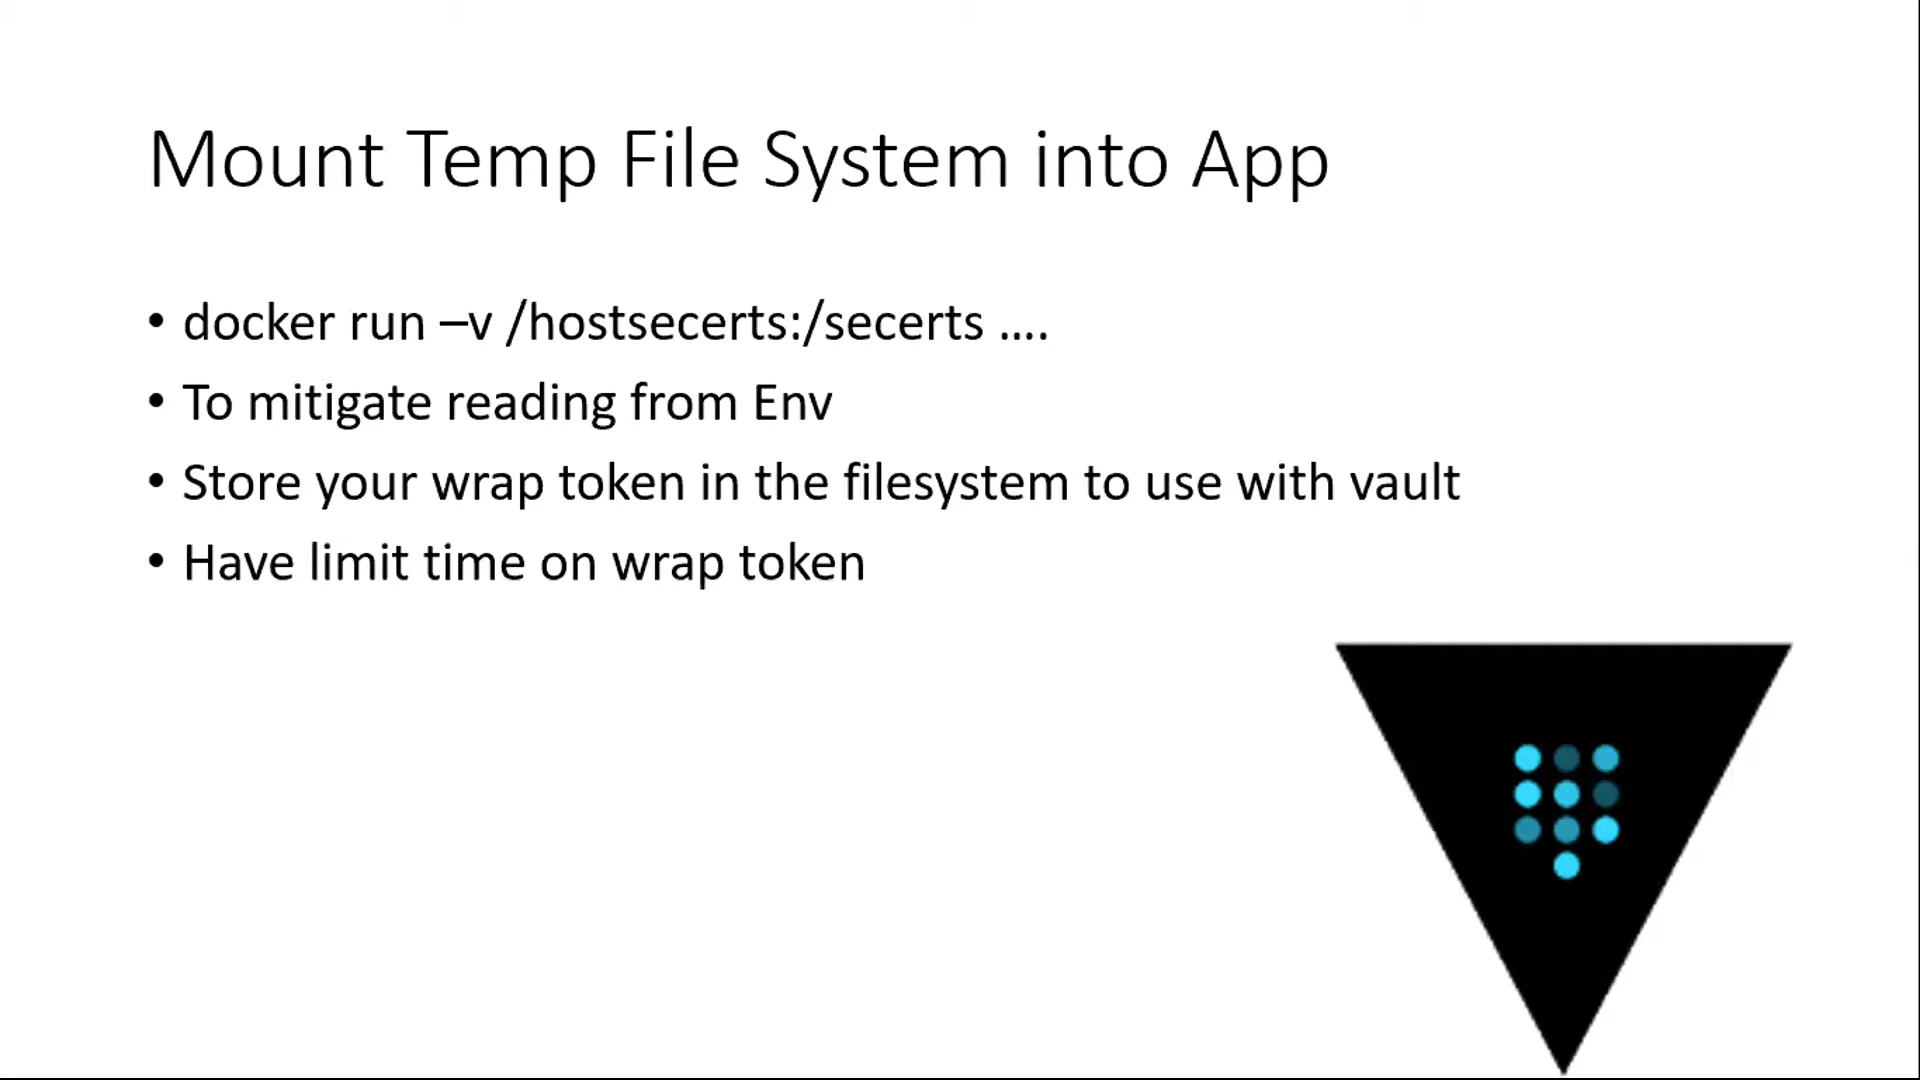 Mount Temp File System into App
• docker run –v /hostsecerts:/secerts ....
• To mitigate reading from Env
• Store your wrap token in the filesystem to use with vault
• Have limit time on wrap token